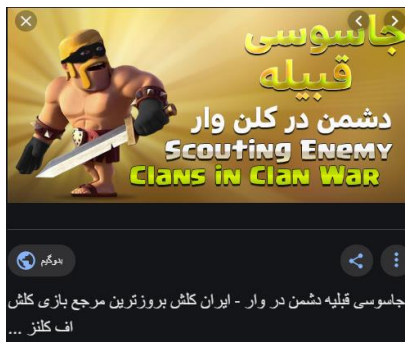 جاسوسی
قبیله
دشمن در کلن وار
Scouting Enemy
Clans in Clan War
بدوگیم
جاسوسی قبلیه دشمن در وار - ایران کلش بروزترین مرجع بازی کلش
اف کلنز ...